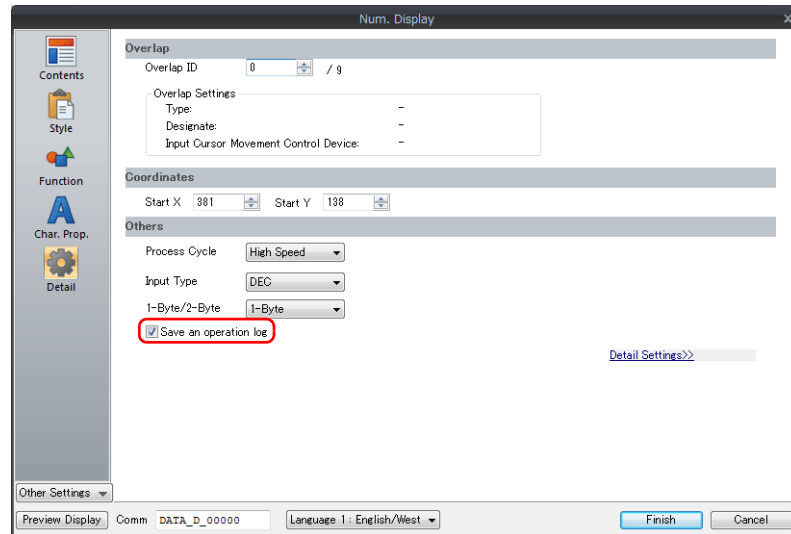 Num. Display
Contents
Style
Function
Char. Prop.
Detail
Overlap
Overlap ID 0 / 9
Overlap Settings
Type: -
Designate: -
Input Cursor Movement Control Device: -
Coordinates
Start X 381 Start Y 138
Others
Process Cycle High Speed
Input Type DEC
1-Byte/2-Byte 1-Byte
Save an operation log
Detail Settings>>
Other Settings
Preview Display Comm DATA_D_00000 Language 1 : English/West Finish Cancel